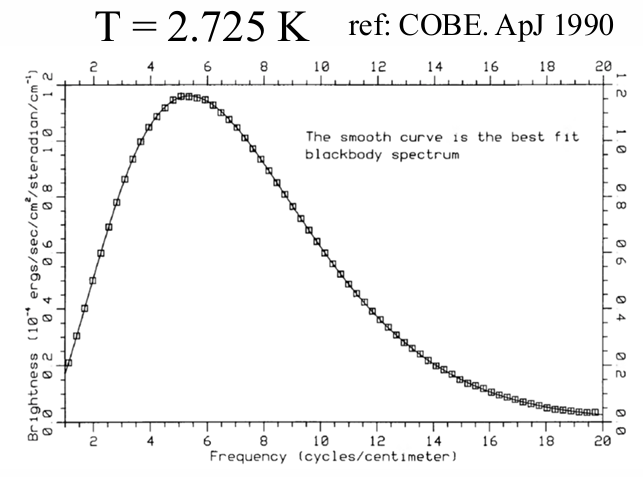 T = 2.725 K ref: COBE. ApJ 1990
2 6 8 10 12 14 16 18 20
1.2
1.0
0.8
0.6
0.4
0.2
0.0
Brightness (10⁻⁴ ergs/sec/cm²/steradian/cm⁻¹)
The smooth curve is the best fit
blackbody spectrum
1.2
1.0
0.8
0.6
0.4
0.2
0
2 4 6 8 10 12 14 16 18 20
Frequency (cycles/centimeter)